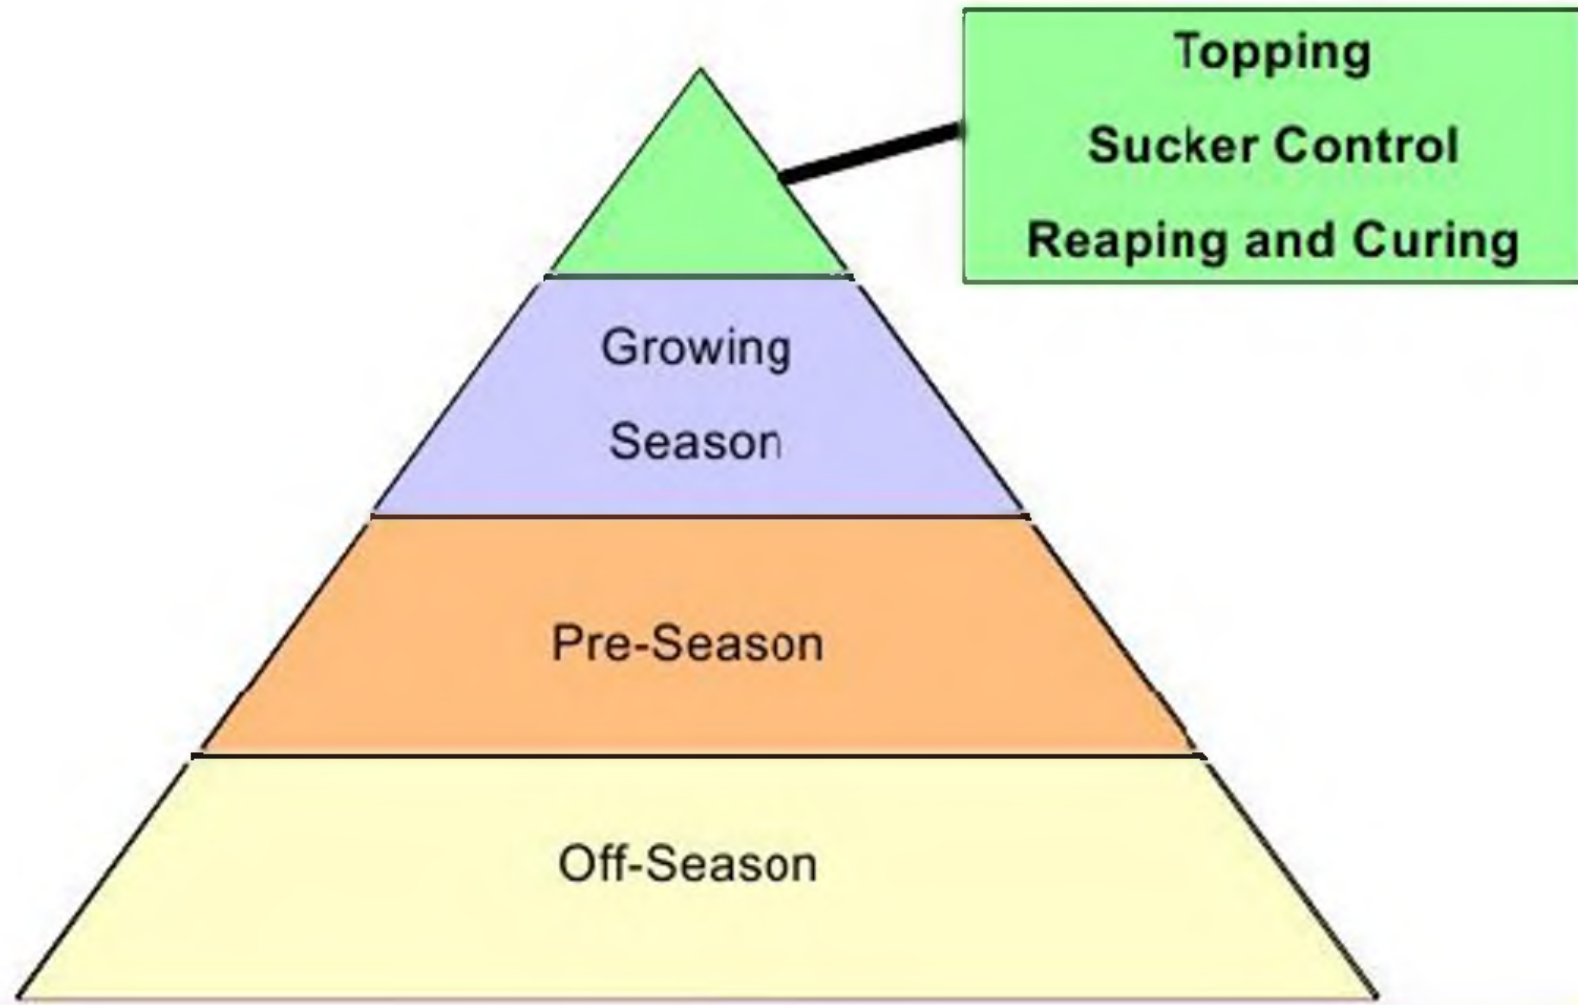 Topping
Sucker Control
Reaping and Curing
Growing
Season
Pre-Season
Off-Season